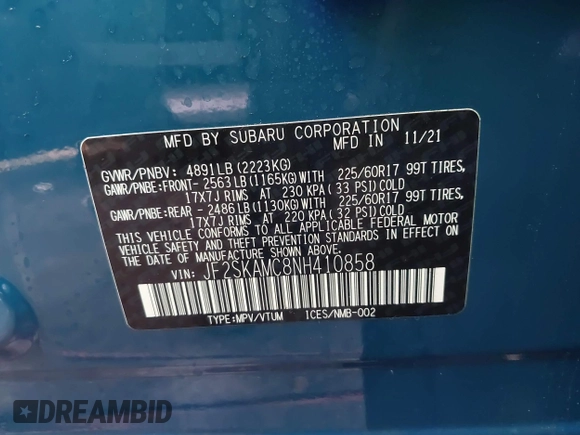 MFD BY SUBARU CORPORATION
MFD IN 11/21
GVWR/PNBV: 4891LB(2223KG)
GAWR/PNBE:FRONT- 2563LB(1165KG)WITH 225/60R17 99T TIRES,
17X7J RIMS AT 230 KPA(33 PSI)COLD
GAWR/PNBE:REAR - 2486LB(1130KG)WITH 225/60R17 99T TIRES,
17X7J RIMS AT 220 KPA(32 PSI)COLD
THIS VEHICLE CONFORMS TO ALL APPLICABLE FEDERAL MOTOR
VEHICLE SAFETY AND THEFT PREVENTION STANDARDS IN EFFECT ON
THE DATE OF MANUFACTURE SHOWN ABOVE.
VIN: JF2SKAMC8NH410858
TYPE:MPV/VTUM ICES/NMB-002
DREAMBID